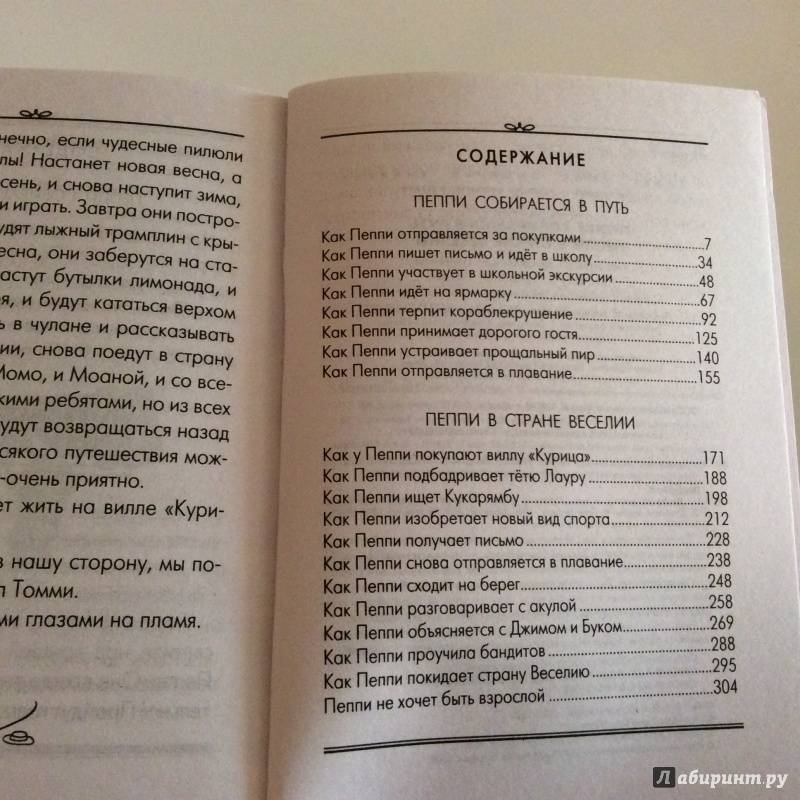 нечно, если чудесные пилюли
лы! Настанет новая весна, а
сень, и снова наступит зима,
и играть. Завтра они постро-
удят лыжный трамплин с кры-
есна, они заберутся на ста-
астут бутылки лимонада, и
я, и будут кататься верхом
ь в чулане и рассказывать
ии, снова поедут в страну
Момо, и Моаной, и со все-
кими ребятами, но из всех
удут возвращаться назад
сякого путешествия мож-
-очень приятно.
ет жить на вилле «Кури-
в нашу сторону, мы по-
л Томми.
ми глазами на пламя.
СОДЕРЖАНИЕ
ПЕППИ СОБИРАЕТСЯ В ПУТЬ
Как Пеппи отправляется за покупками 7
Как Пеппи пишет письмо и идёт в школу 34
Как Пеппи участвует в школьной экскурсии 48
Как Пеппи идёт на ярмарку 67
Как Пеппи терпит кораблекрушение 92
Как Пеппи принимает дорогого гостя 125
Как Пеппи устраивает прощальный пир 140
Как Пеппи отправляется в плавание 155
ПЕППИ В СТРАНЕ ВЕСЕЛИИ
Как у Пеппи покупают виллу «Курица» 171
Как Пеппи подбадривает тётю Лауру 188
Как Пеппи ищет Кукарямбу 198
Как Пеппи изобретает новый вид спорта 212
Как Пеппи получает письмо 228
Как Пеппи снова отправляется в плавание 238
Как Пеппи сходит на берег 248
Как Пеппи разговаривает с акулой 258
Как Пеппи объясняется с Джимом и Буком 269
Как Пеппи проучила бандитов 288
Как Пеппи покидает страну Веселию 295
Пеппи не хочет быть взрослой 304
Лабиринт.ру